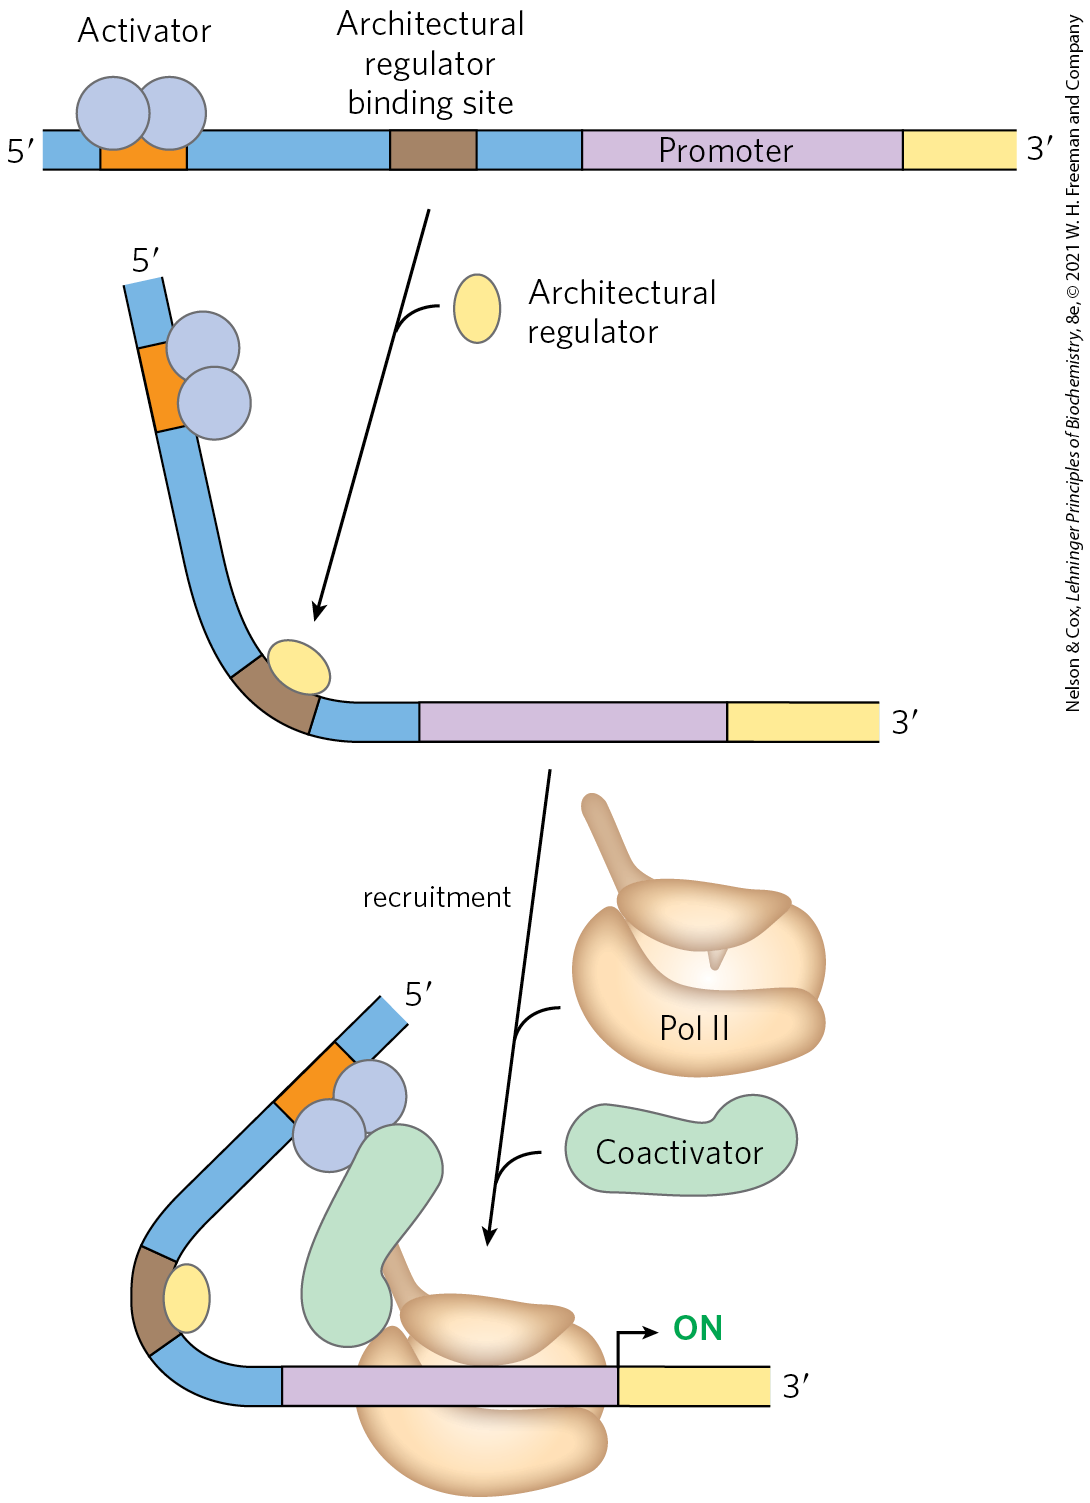 Activator
Architectural
regulator
binding site
5′
Promoter
3′
5′
Architectural
regulator
3′
recruitment
Pol II
5′
Coactivator
ON
3′
Nelson & Cox, Lehninger Principles of Biochemistry, 8e, © 2021 W. H. Freeman and Company